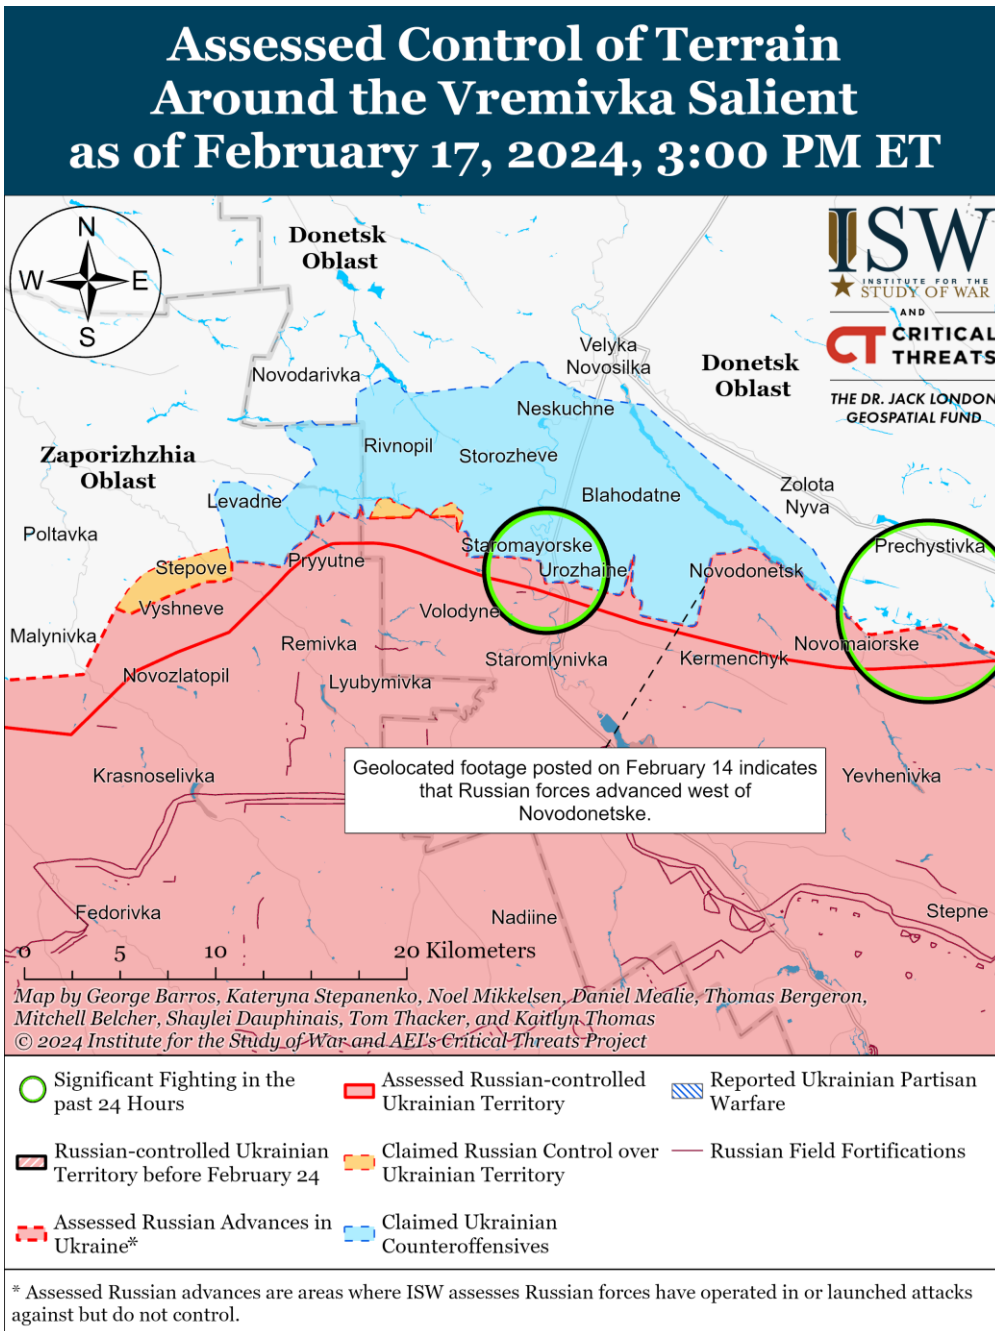 Assessed Control of Terrain
Around the Vremivka Salient
as of February 17, 2024, 3:00 PM ET
N
W
E
S
Donetsk
Oblast
ISW
INSTITUTE FOR THE
STUDY OF WAR
AND
CT CRITICAL
THREATS
THE DR. JACK LONDON
GEOSPATIAL FUND
Velyka
Novosilka
Donetsk
Oblast
Novodarivka
Neskuchne
Rivnopil
Storozheve
Zaporizhzhia
Oblast
Levadne
Blahodatne
Zolota
Nyva
Poltavka
Staromayorske
Prechystivka
Stepove
Pryyutne
Urozhaine
Novodonetsk
Vyshneve
Volodyne
Malynivka
Remivka
Staromlynivka
Kermenchyk
Novomaiorske
Novozlatopil
Lyubymivka
Krasnoselivka
Geolocated footage posted on February 14 indicates
that Russian forces advanced west of
Novodonetske.
Yevhenivka
Fedorivka
Nadiine
Stepne
0 5 10 20 Kilometers
Map by George Barros, Kateryna Stepanenko, Noel Mikkelsen, Daniel Mealie, Thomas Bergeron,
Mitchell Belcher, Shaylei Dauphinais, Tom Thacker, and Kaitlyn Thomas
© 2024 Institute for the Study of War and AEI's Critical Threats Project
Significant Fighting in the
past 24 Hours
Assessed Russian-controlled
Ukrainian Territory
Reported Ukrainian Partisan
Warfare
Russian-controlled Ukrainian
Territory before February 24
Claimed Russian Control over
Ukrainian Territory
Russian Field Fortifications
Assessed Russian Advances in
Ukraine*
Claimed Ukrainian
Counteroffensives
* Assessed Russian advances are areas where ISW assesses Russian forces have operated in or launched attacks
against but do not control.